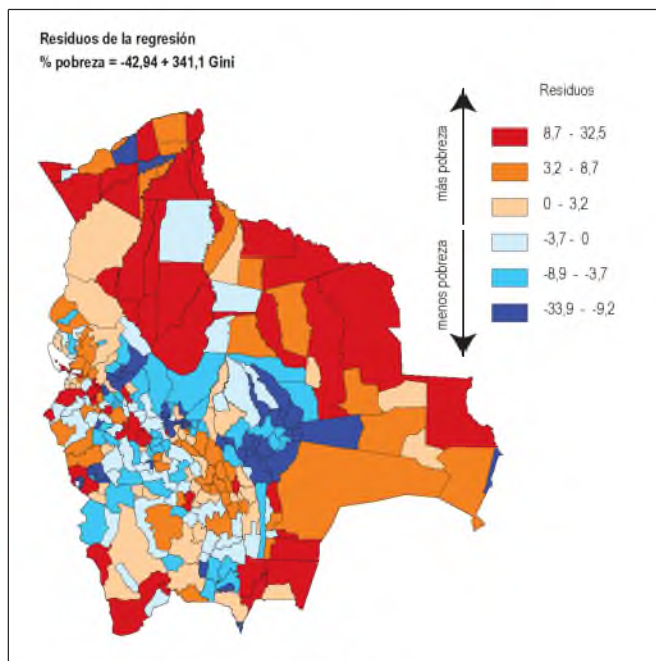 Residuos de la regresión
% pobreza = -42,94 + 341,1 Gini
Residuos
más pobreza
menos pobreza
8,7 - 32,5
3,2 - 8,7
0 - 3,2
-3,7 - 0
-8,9 - -3,7
-33,9 - -9,2